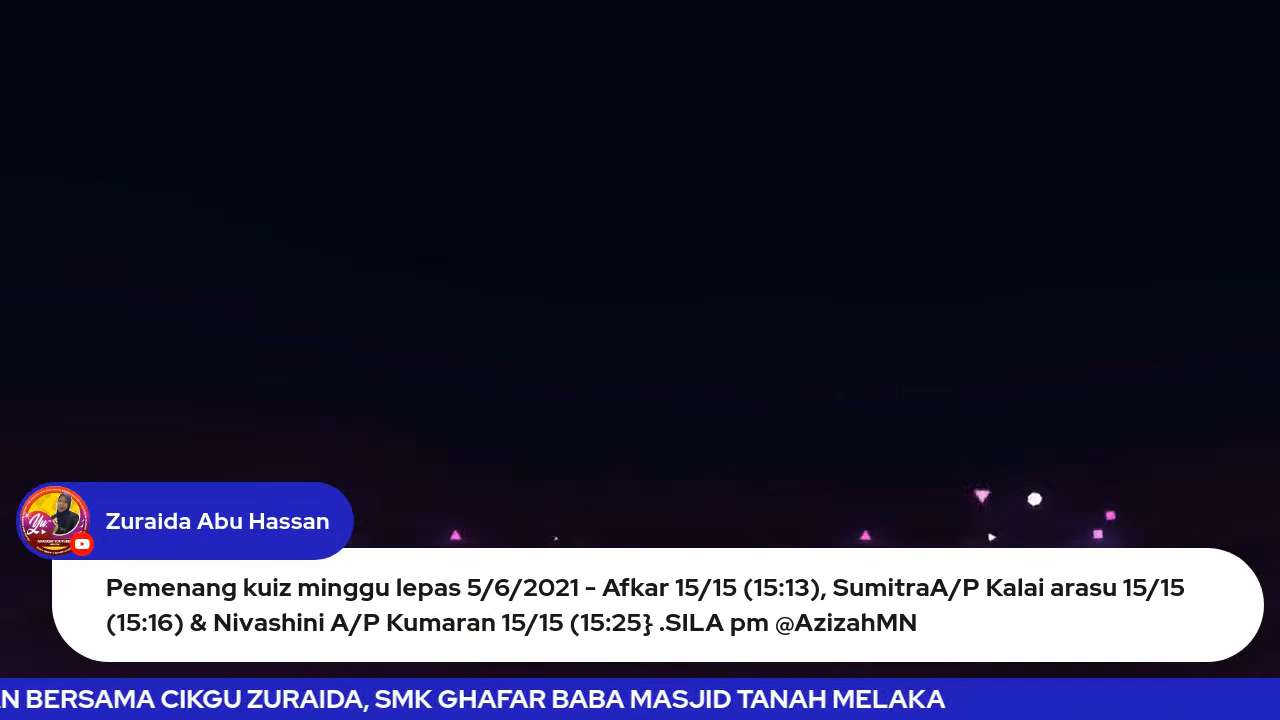 Zuraida Abu Hassan
Pemenang kuiz minggu lepas 5/6/2021 - Afkar 15/15 (15:13), SumitraA/P Kalai arasu 15/15
(15:16) & Nivashini A/P Kumaran 15/15 (15:25} .SILA pm @AzizahMN
BERSAMA CIKGU ZURAIDA, SMK GHAFAR BABA MASJID TANAH MELAKA